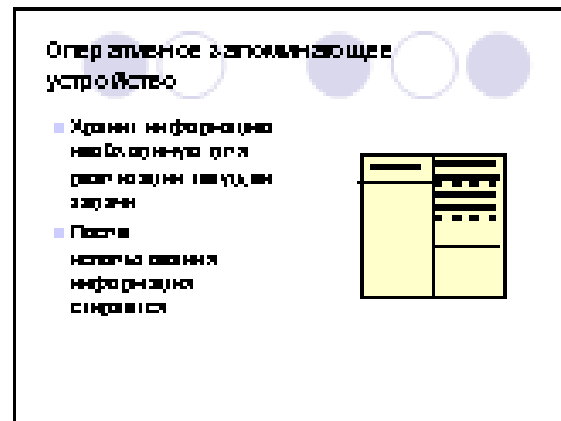 Оперативное запоминающее
устройство
Хранит информацию
необходимую для
реализации текущей
задачи
После
использования
информация
стирается